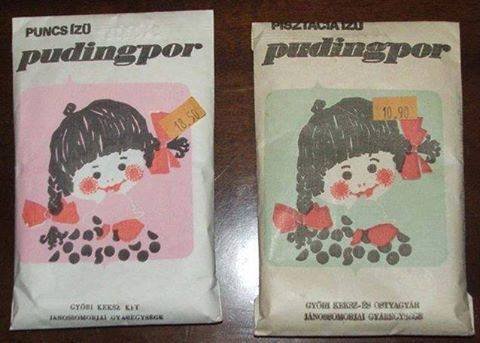 PUNCS ÍZŰ
pudingpor
18,50
GYŐRI KEKSZ KFT
JÁNOSSOMORJAI GYÁREGYSÉGE
PISZTÁCIA ÍZŰ
pudingpor
10,90
GYŐRI KEKSZ-ÉS OSTYAGYÁR
JÁNOSSOMORJAI GYÁREGYSÉGE